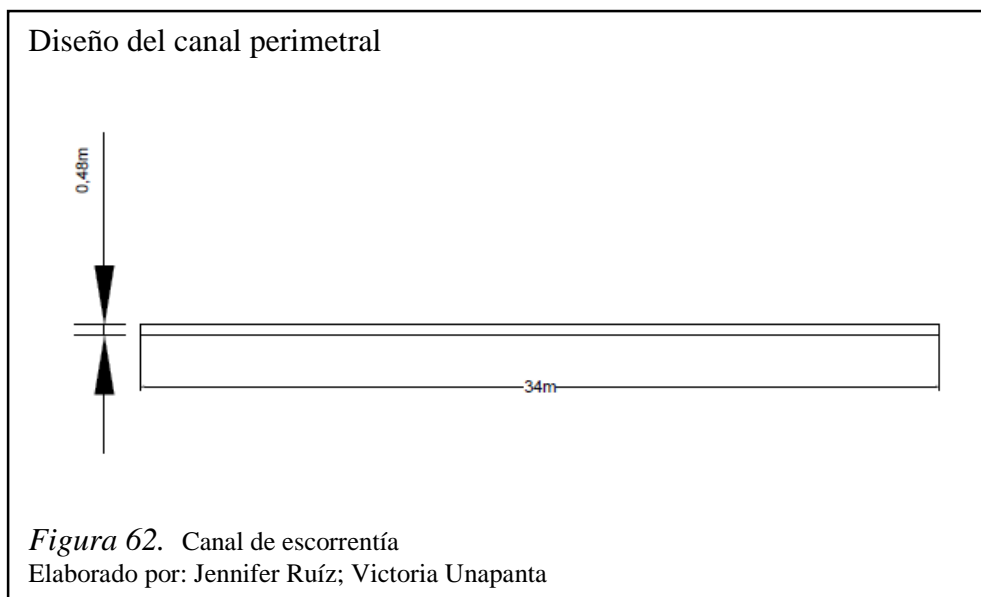 Diseño del canal perimetral
0,48m
34m
Figura 62. Canal de escorrentía
Elaborado por: Jennifer Ruíz; Victoria Unapanta